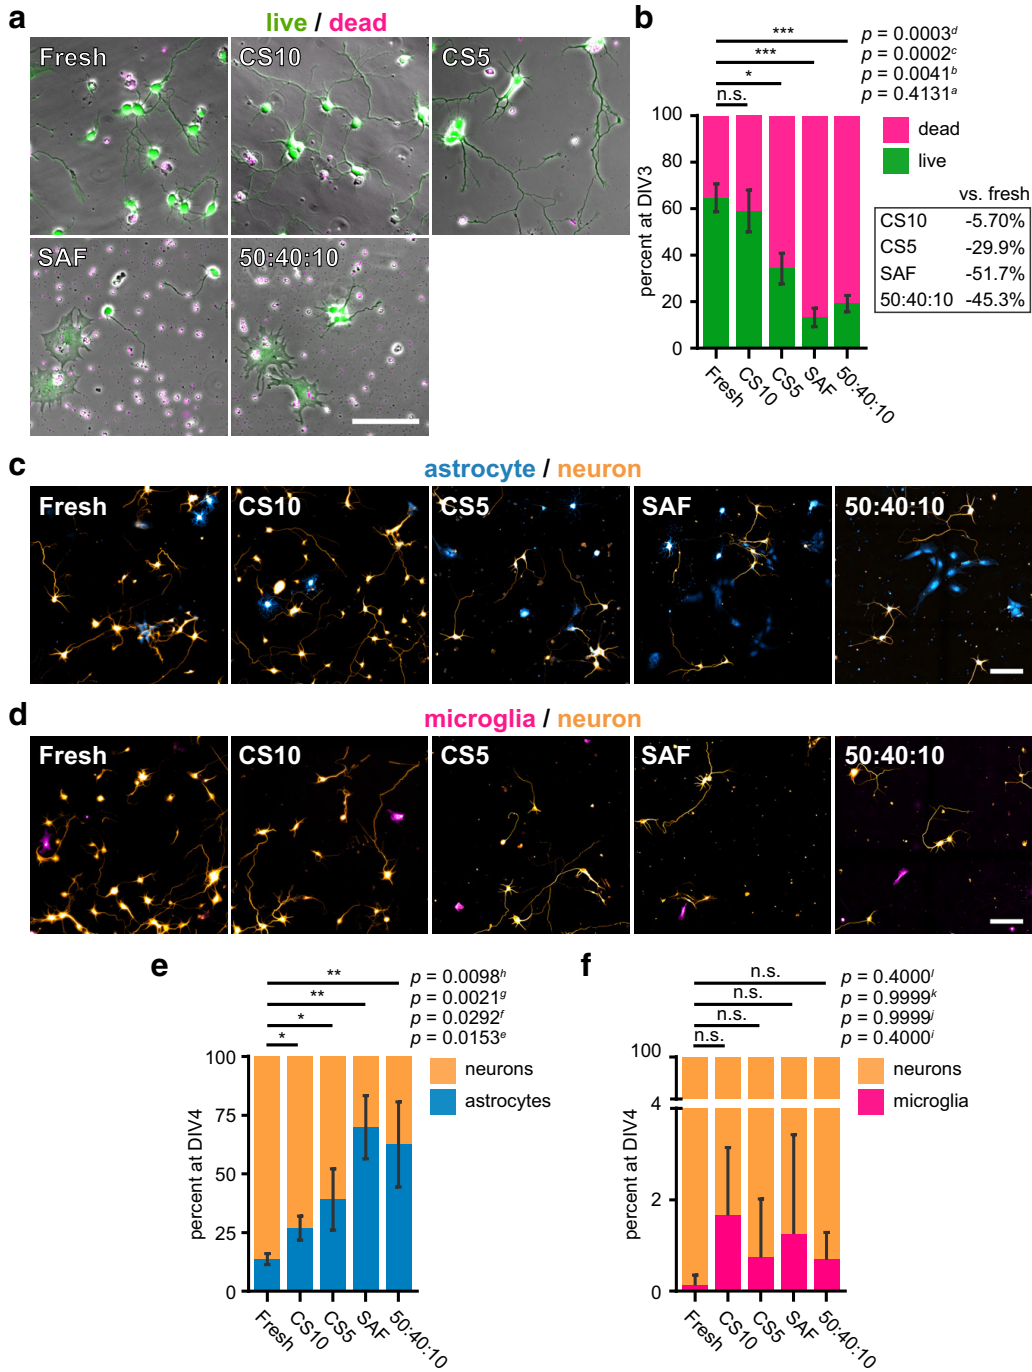 a
live / dead
Fresh
CS10
CS5
SAF
50:40:10
b
***
***
*
n.s.
p = 0.0003d
p = 0.0002c
p = 0.0041b
p = 0.4131a
percent at DIV3
100
80
60
40
20
0
Fresh
CS10
CS5
SAF
50:40:10
dead
live
vs. fresh
CS10 -5.70%
CS5 -29.9%
SAF -51.7%
50:40:10 -45.3%
c
astrocyte / neuron
Fresh
CS10
CS5
SAF
50:40:10
d
microglia / neuron
Fresh
CS10
CS5
SAF
50:40:10
e
**
**
*
*
p = 0.0098h
p = 0.0021g
p = 0.0292f
p = 0.0153e
percent at DIV4
100
75
50
25
0
Fresh
CS10
CS5
SAF
50:40:10
neurons
astrocytes
f
n.s.
n.s.
n.s.
n.s.
p = 0.4000l
p = 0.9999k
p = 0.9999j
p = 0.4000i
percent at DIV4
100
4
2
0
Fresh
CS10
CS5
SAF
50:40:10
neurons
microglia